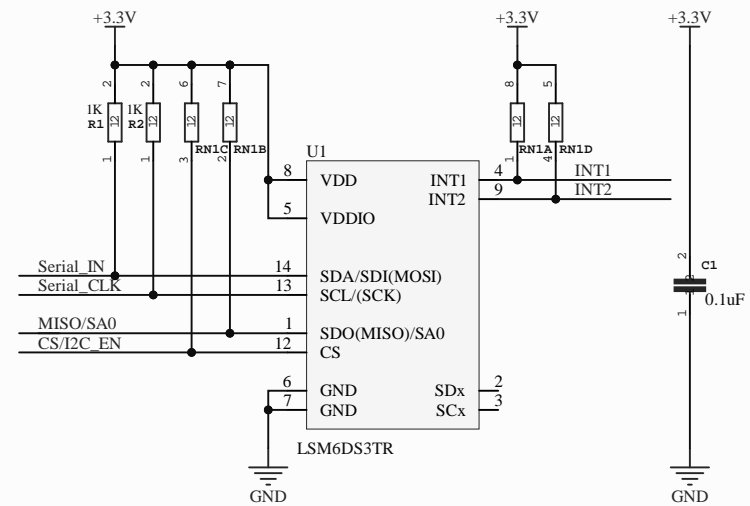 +3.3V +3.3V +3.3V
2 2 6 7 8 5
1K 1K
R1 R2
12 12 12 12 12 12
RN1C RN1B RN1A RN1D
1 1 3 2 1 4
U1
8 VDD INT1 4 INT1
INT2 9 INT2
5 VDDIO
2
C1
Serial_IN 14 SDA/SDI(MOSI)
Serial_CLK 13 SCL/(SCK)
0.1uF
1
MISO/SA0 1 SDO(MISO)/SA0
CS/I2C_EN 12 CS
6 GND SDx 2
7 GND SCx 3
LSM6DS3TR
GND GND